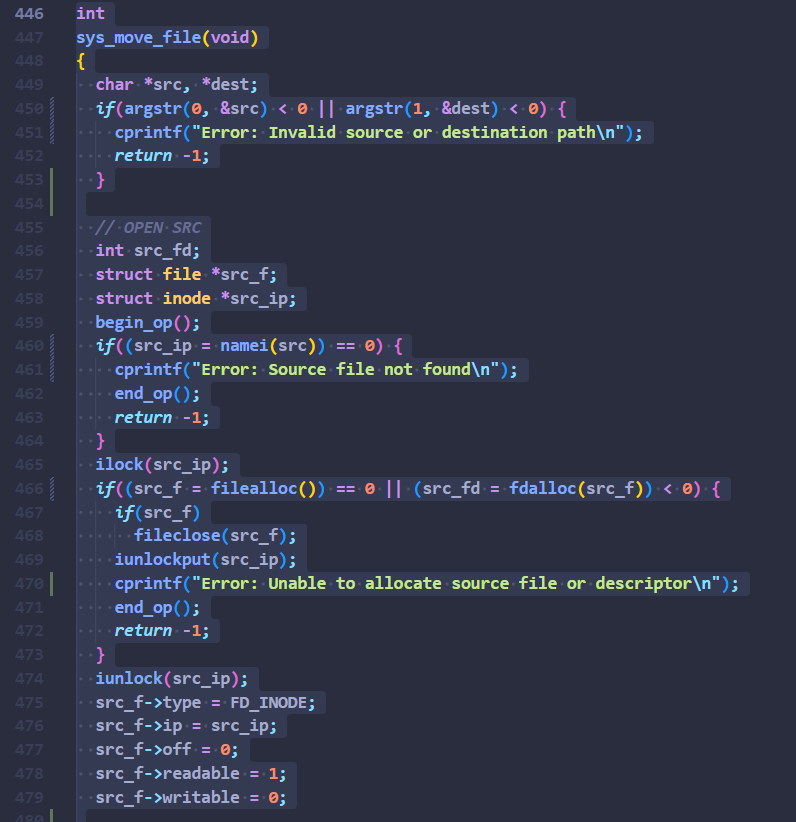 446 int
447 sys_move_file(void)
448 {
449   char *src, *dest;
450   if(argstr(0, &src) < 0 || argstr(1, &dest) < 0) {
451     cprintf("Error: Invalid source or destination path\n");
452     return -1;
453   }
454
455   // OPEN SRC
456   int src_fd;
457   struct file *src_f;
458   struct inode *src_ip;
459   begin_op();
460   if((src_ip = namei(src)) == 0) {
461     cprintf("Error: Source file not found\n");
462     end_op();
463     return -1;
464   }
465   ilock(src_ip);
466   if((src_f = filealloc()) == 0 || (src_fd = fdalloc(src_f)) < 0) {
467     if(src_f)
468       fileclose(src_f);
469     iunlockput(src_ip);
470     cprintf("Error: Unable to allocate source file or descriptor\n");
471     end_op();
472     return -1;
473   }
474   iunlock(src_ip);
475   src_f->type = FD_INODE;
476   src_f->ip = src_ip;
477   src_f->off = 0;
478   src_f->readable = 1;
479   src_f->writable = 0;
480